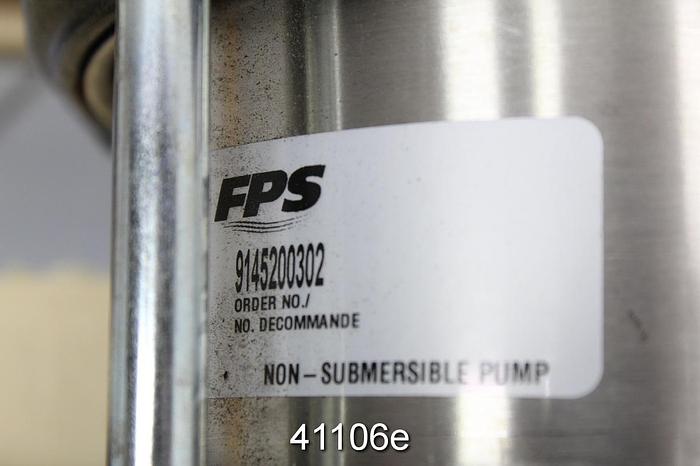 FPS
9145200302
ORDER NO./
NO. DECOMMANDE
NON-SUBMERSIBLE PUMP
41106e